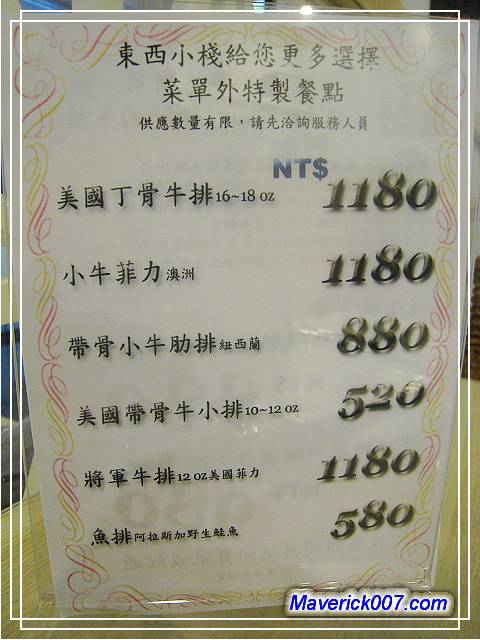 東西小棧給您更多選擇
菜單外特製餐點
供應數量有限，請先洽詢服務人員
NT$
美國丁骨牛排16~18 oz 1180
小牛菲力澳洲 1180
帶骨小牛肋排紐西蘭 880
美國帶骨牛小排10~12 oz 520
將軍牛排12 oz美國菲力 1180
魚排阿拉斯加野生鮭魚 580
Maverick007.com